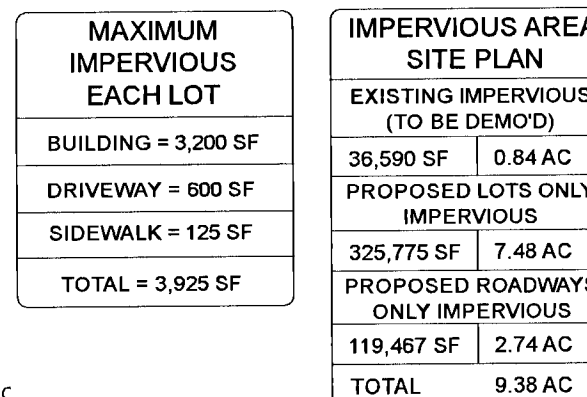 MAXIMUM
IMPERVIOUS
EACH LOT
BUILDING = 3,200 SF
DRIVEWAY = 600 SF
SIDEWALK = 125 SF
TOTAL = 3,925 SF
IMPERVIOUS AREA
SITE PLAN
EXISTING IMPERVIOUS
(TO BE DEMO'D)
36,590 SF 0.84 AC
PROPOSED LOTS ONLY
IMPERVIOUS
325,775 SF 7.48 AC
PROPOSED ROADWAYS
ONLY IMPERVIOUS
119,467 SF 2.74 AC
TOTAL 9.38 AC